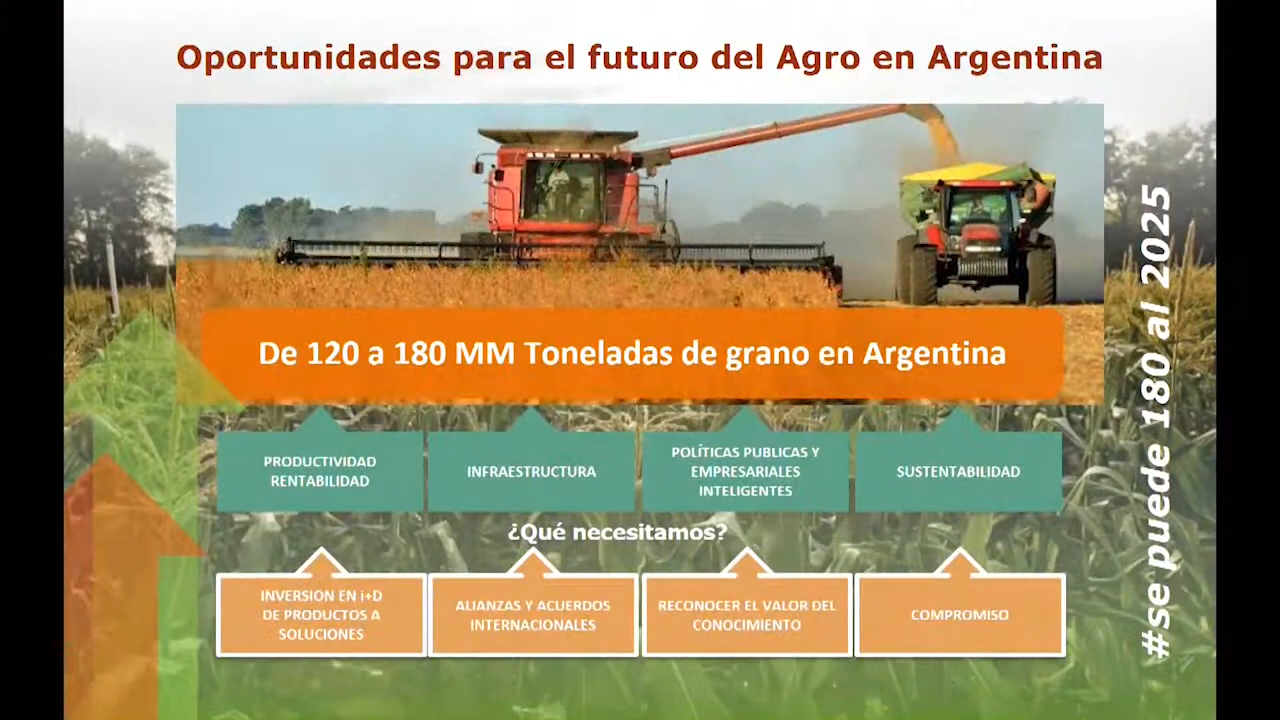 Oportunidades para el futuro del Agro en Argentina
De 120 a 180 MM Toneladas de grano en Argentina
PRODUCTIVIDAD
RENTABILIDAD
INFRAESTRUCTURA
POLÍTICAS PUBLICAS Y
EMPRESARIALES
INTELIGENTES
SUSTENTABILIDAD
¿Qué necesitamos?
INVERSION EN i+D
DE PRODUCTOS A
SOLUCIONES
ALIANZAS Y ACUERDOS
INTERNACIONALES
RECONOCER EL VALOR DEL
CONOCIMIENTO
COMPROMISO
#se puede 180 al 2025